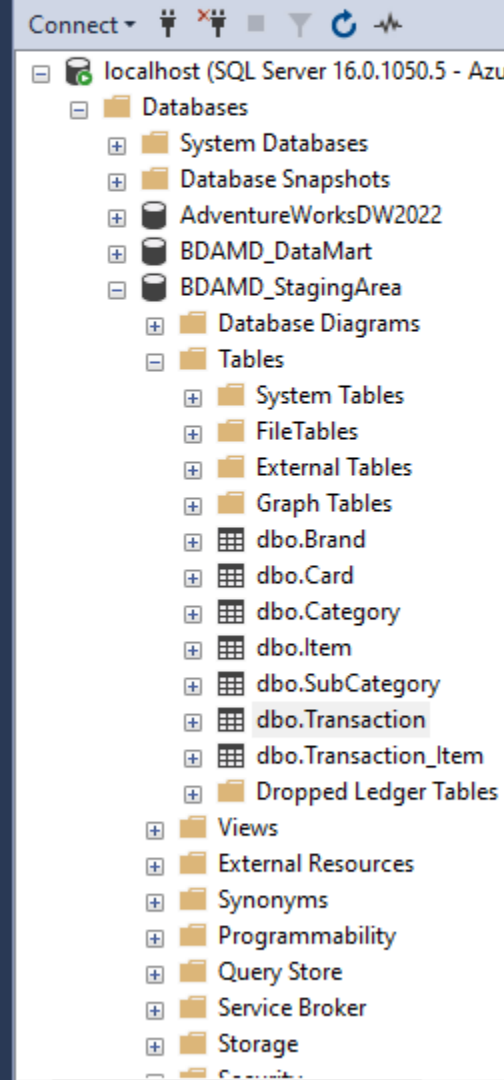 Connect
localhost (SQL Server 16.0.1050.5 - Azu
Databases
System Databases
Database Snapshots
AdventureWorksDW2022
BDAMD_DataMart
BDAMD_StagingArea
Database Diagrams
Tables
System Tables
FileTables
External Tables
Graph Tables
dbo.Brand
dbo.Card
dbo.Category
dbo.Item
dbo.SubCategory
dbo.Transaction
dbo.Transaction_Item
Dropped Ledger Tables
Views
External Resources
Synonyms
Programmability
Query Store
Service Broker
Storage
Security